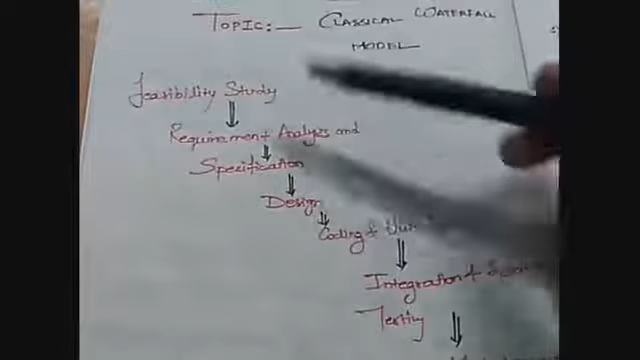 TOPIC:— CLASSICAL WATERFALL
MODEL
Feasibility Study
Requirement Analysis and
Specification
Design
Coding +
Integration +
Testing